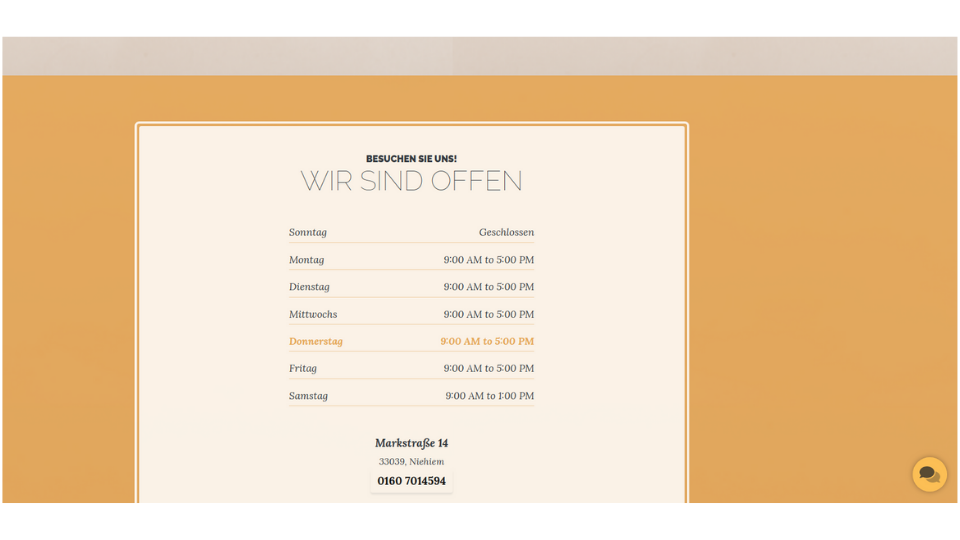 BESUCHEN SIE UNS!
WIR SIND OFFEN
Sonntag Geschlossen
Montag 9:00 AM to 5:00 PM
Dienstag 9:00 AM to 5:00 PM
Mittwochs 9:00 AM to 5:00 PM
Donnerstag 9:00 AM to 5:00 PM
Fritag 9:00 AM to 5:00 PM
Samstag 9:00 AM to 1:00 PM
Markstraße 14
33039, Niehiem
0160 7014594